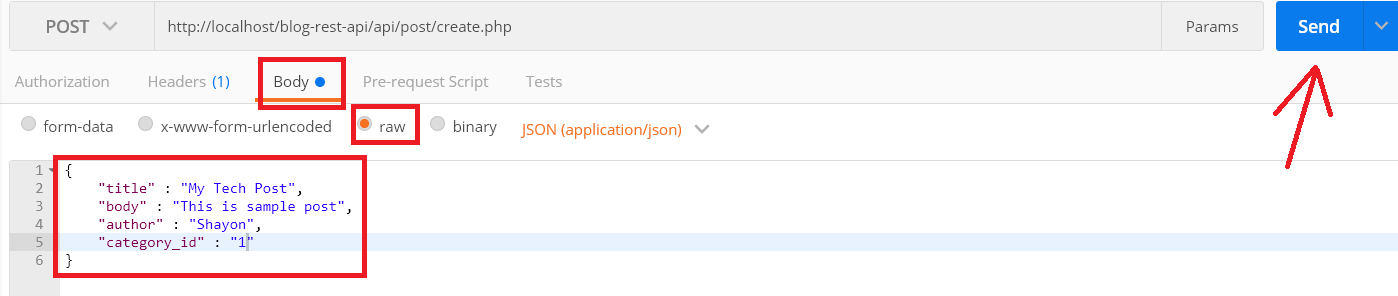 POST http://localhost/blog-rest-api/api/post/create.php Params Send
Authorization Headers (1) Body Pre-request Script Tests
form-data x-www-form-urlencoded raw binary JSON (application/json)
1 {
2 "title" : "My Tech Post",
3 "body" : "This is sample post",
4 "author" : "Shayon",
5 "category_id" : "1"
6 }